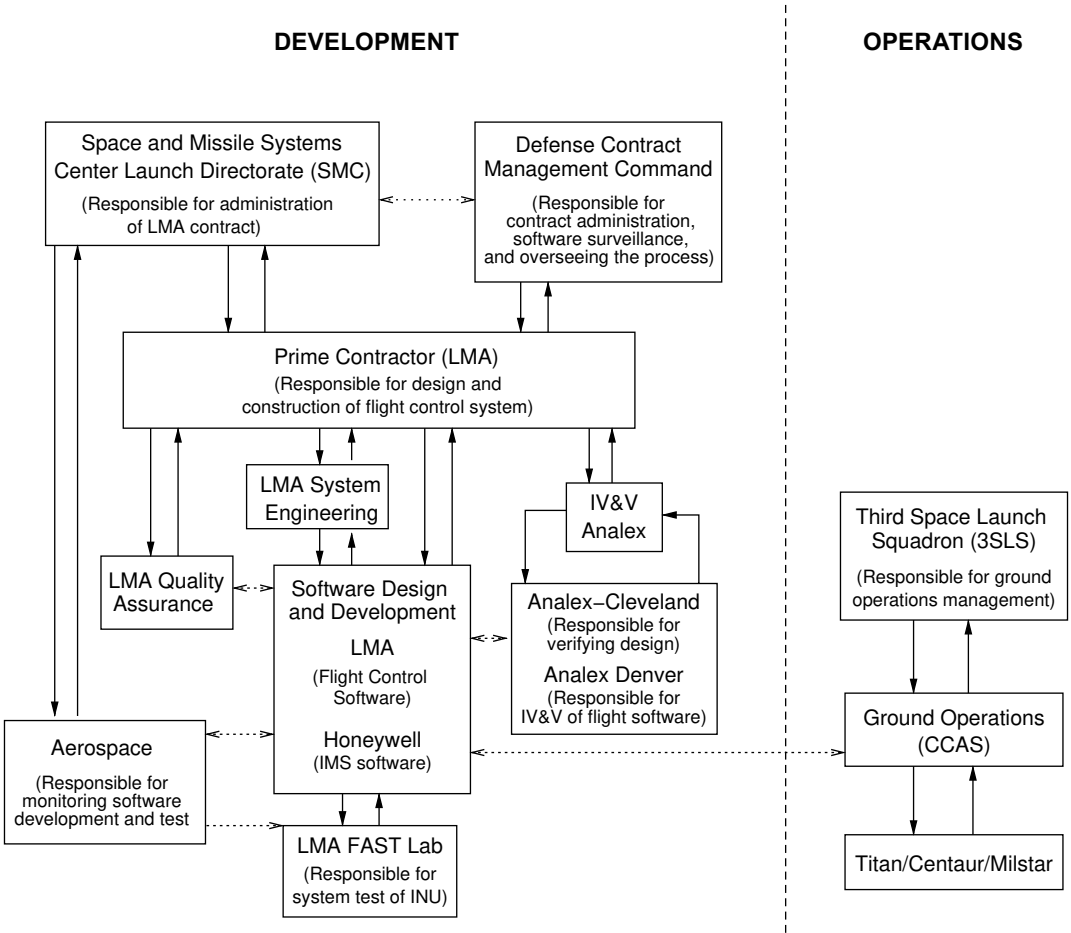 DEVELOPMENT
OPERATIONS
Space and Missile Systems
Center Launch Directorate (SMC)
(Responsible for administration
of LMA contract)
Defense Contract
Management Command
(Responsible for
contract administration,
software surveillance,
and overseeing the process)
Prime Contractor (LMA)
(Responsible for design and
construction of flight control system)
LMA System
Engineering
IV&V
Analex
LMA Quality
Assurance
Software Design
and Development
LMA
(Flight Control
Software)
Honeywell
(IMS software)
Analex−Cleveland
(Responsible for
verifying design)
Analex Denver
(Responsible for
IV&V of flight software)
Aerospace
(Responsible for
monitoring software
development and test
LMA FAST Lab
(Responsible for
system test of INU)
Third Space Launch
Squadron (3SLS)
(Responsible for ground
operations management)
Ground Operations
(CCAS)
Titan/Centaur/Milstar